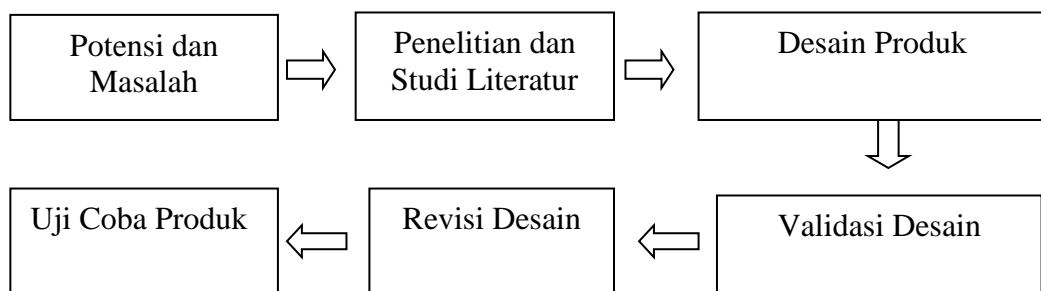 Potensi dan
Masalah
Penelitian dan
Studi Literatur
Desain Produk
Validasi Desain
Revisi Desain
Uji Coba Produk